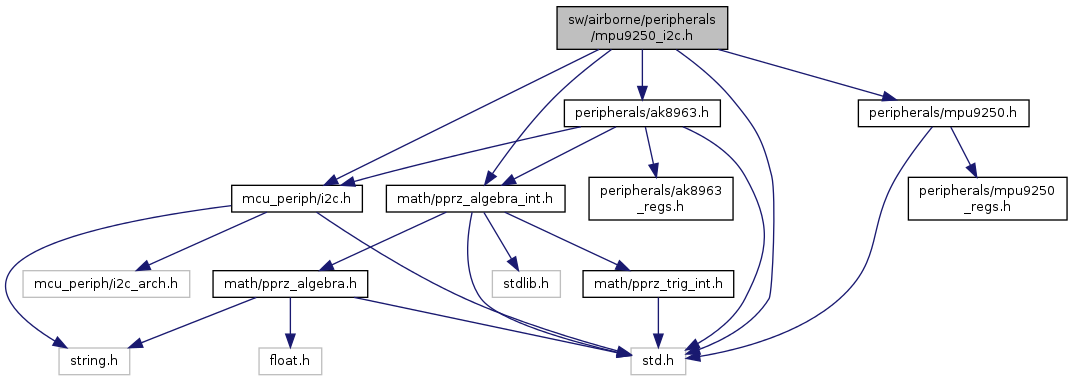 sw/airborne/peripherals
/mpu9250_i2c.h
peripherals/ak8963.h
peripherals/mpu9250.h
mcu_periph/i2c.h
math/pprz_algebra_int.h
peripherals/ak8963
_regs.h
peripherals/mpu9250
_regs.h
mcu_periph/i2c_arch.h
math/pprz_algebra.h
stdlib.h
math/pprz_trig_int.h
string.h
float.h
std.h